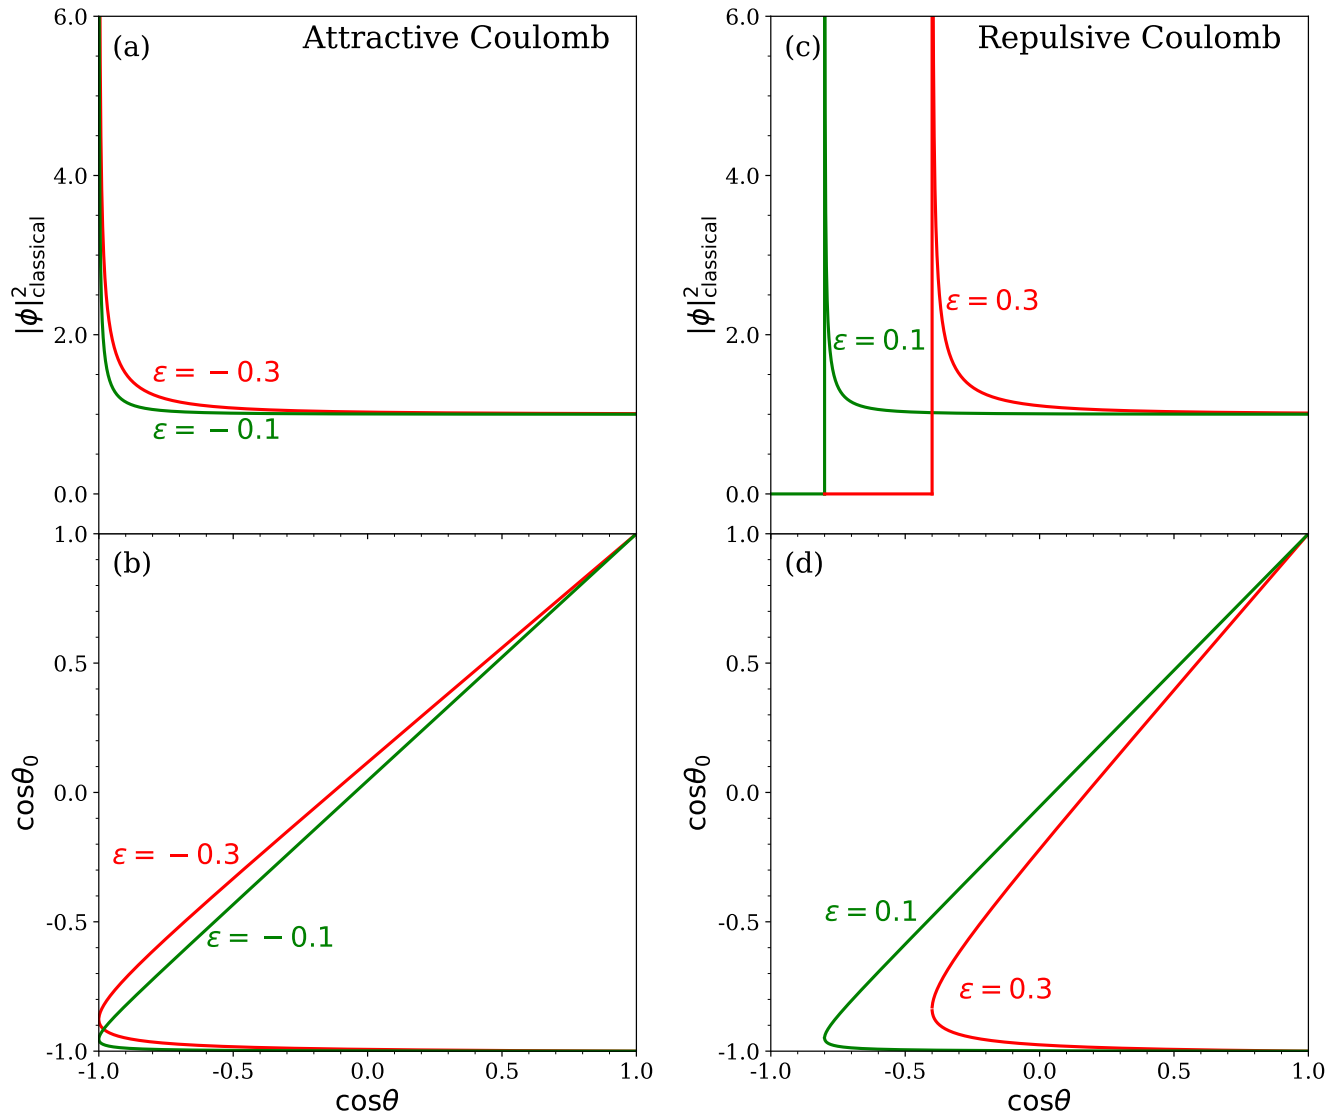 (a) Attractive Coulomb
6.0
4.0
2.0
0.0
|ϕ|²classical
ε = −0.3
ε = −0.1
(c) Repulsive Coulomb
6.0
4.0
2.0
0.0
|ϕ|²classical
ε = 0.3
ε = 0.1
(b)
1.0
0.5
0.0
-0.5
-1.0
cosθ₀
ε = −0.3
ε = −0.1
-1.0 -0.5 0.0 0.5 1.0
cosθ
(d)
1.0
0.5
0.0
-0.5
-1.0
cosθ₀
ε = 0.1
ε = 0.3
-1.0 -0.5 0.0 0.5 1.0
cosθ